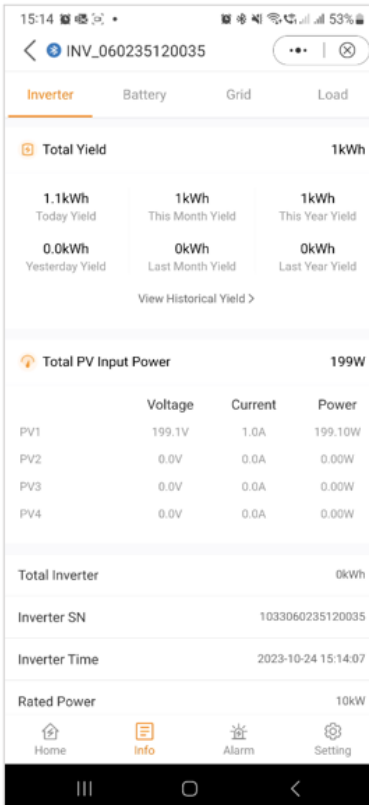 15:14 53%
INV_060235120035
Inverter Battery Grid Load
Total Yield 1kWh
1.1kWh 1kWh 1kWh
Today Yield This Month Yield This Year Yield
0.0kWh 0kWh 0kWh
Yesterday Yield Last Month Yield Last Year Yield
View Historical Yield >
Total PV Input Power 199W
Voltage Current Power
PV1 199.1V 1.0A 199.10W
PV2 0.0V 0.0A 0.00W
PV3 0.0V 0.0A 0.00W
PV4 0.0V 0.0A 0.00W
Total Inverter 0kWh
Inverter SN 1033060235120035
Inverter Time 2023-10-24 15:14:07
Rated Power 10kW
Home Info Alarm Setting